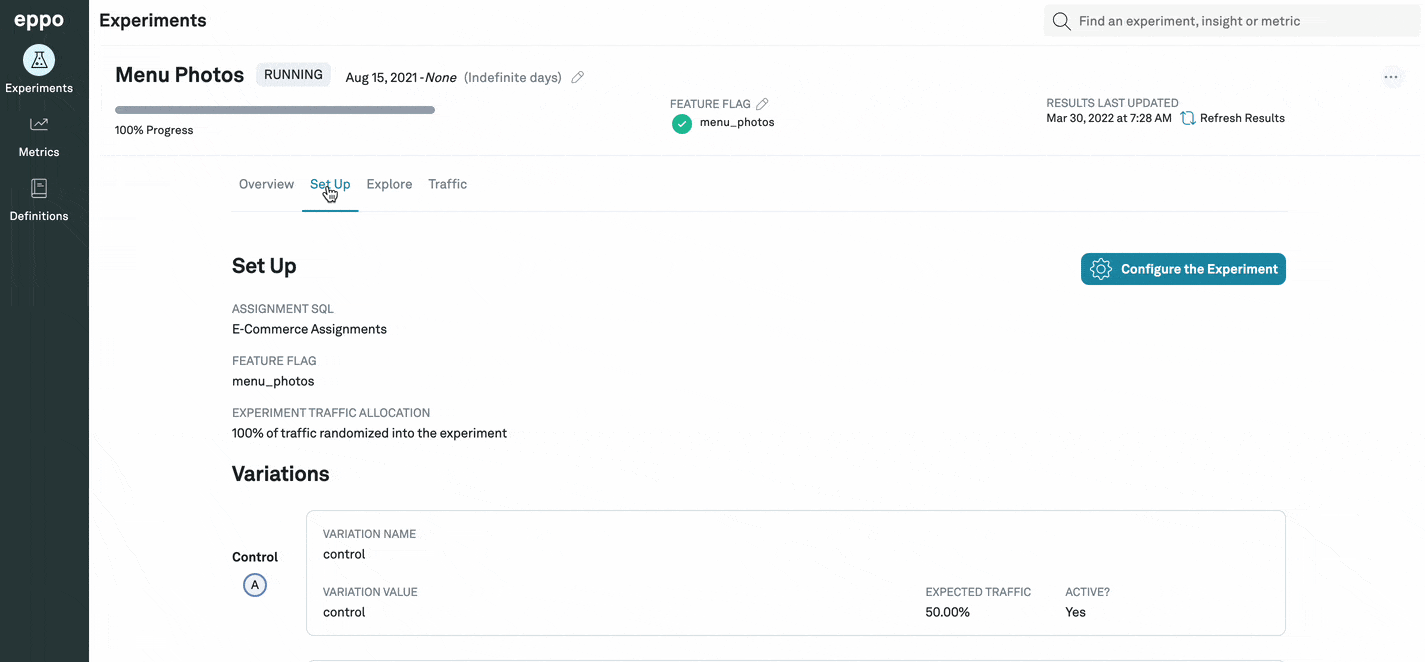 eppo
Experiments
Find an experiment, insight or metric
Experiments
Metrics
Definitions
Menu Photos RUNNING Aug 15, 2021 - None (Indefinite days)
100% Progress
FEATURE FLAG
menu_photos
RESULTS LAST UPDATED
Mar 30, 2022 at 7:28 AM Refresh Results
Overview Set Up Explore Traffic
Set Up
Configure the Experiment
ASSIGNMENT SQL
E-Commerce Assignments
FEATURE FLAG
menu_photos
EXPERIMENT TRAFFIC ALLOCATION
100% of traffic randomized into the experiment
Variations
Control
A
VARIATION NAME
control
VARIATION VALUE EXPECTED TRAFFIC ACTIVE?
control 50.00% Yes